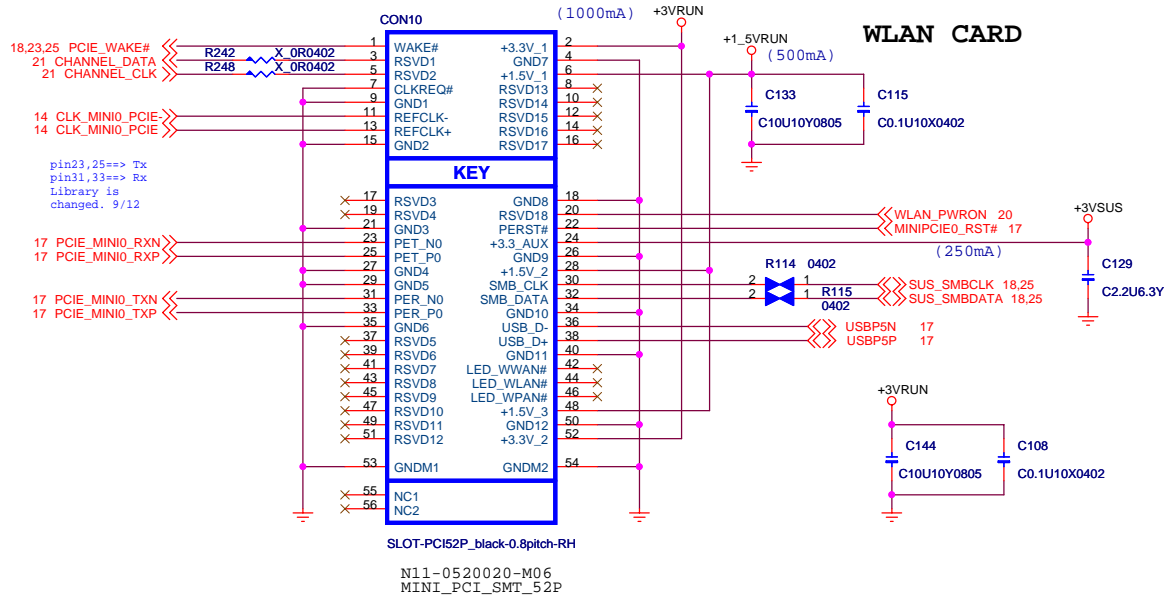 CON10
(1000mA)
+3VRUN
WLAN CARD
+1_5VRUN
(500mA)
18,23,25 PCIE_WAKE#
21 CHANNEL_DATA
21 CHANNEL_CLK
R242 X_0R0402
R248 X_0R0402
14 CLK_MINI0_PCIE-
14 CLK_MINI0_PCIE
pin23,25==> Tx
pin31,33==> Rx
Library is
changed. 9/12
17 PCIE_MINI0_RXN
17 PCIE_MINI0_RXP
17 PCIE_MINI0_TXN
17 PCIE_MINI0_TXP
1 WAKE# +3.3V_1 2
3 RSVD1 GND7 4
5 RSVD2 +1.5V_1 6
7 CLKREQ# RSVD13 8
9 GND1 RSVD14 10
11 REFCLK- RSVD15 12
13 REFCLK+ RSVD16 14
15 GND2 RSVD17 16
KEY
17 RSVD3 GND8 18
19 RSVD4 RSVD18 20
21 GND3 PERST# 22
23 PET_N0 +3.3_AUX 24
25 PET_P0 GND9 26
27 GND4 +1.5V_2 28
29 GND5 SMB_CLK 30
31 PER_N0 SMB_DATA 32
33 PER_P0 GND10 34
35 GND6 USB_D- 36
37 RSVD5 USB_D+ 38
39 RSVD6 GND11 40
41 RSVD7 LED_WWAN# 42
43 RSVD8 LED_WLAN# 44
45 RSVD9 LED_WPAN# 46
47 RSVD10 +1.5V_3 48
49 RSVD11 GND12 50
51 RSVD12 +3.3V_2 52
53 GNDM1 GNDM2 54
55 NC1
56 NC2
SLOT-PCI52P_black-0.8pitch-RH
N11-0520020-M06
MINI_PCI_SMT_52P
C133
C10U10Y0805
C115
C0.1U10X0402
WLAN_PWRON 20
MINIPCIE0_RST# 17
+3VSUS
(250mA)
C129
C2.2U6.3Y
R114 0402
2 1
2 1
R115
0402
SUS_SMBCLK 18,25
SUS_SMBDATA 18,25
USBP5N 17
USBP5P 17
+3VRUN
C144
C10U10Y0805
C108
C0.1U10X0402